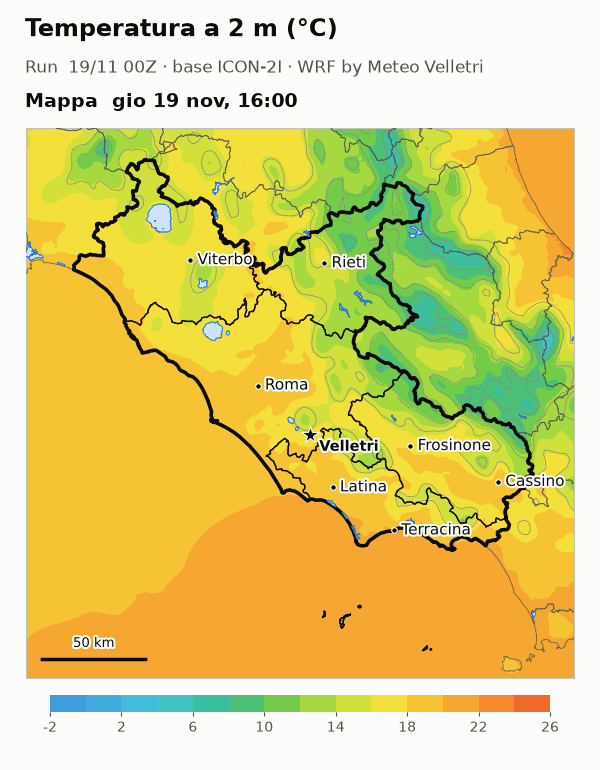 Temperatura a 2 m (°C)
Run  19/11 00Z · base ICON-2I · WRF by Meteo Velletri
Mappa  gio 19 nov, 16:00
Viterbo
Rieti
Roma
Velletri
Frosinone
Cassino
Latina
Terracina
50 km
-2 2 6 10 14 18 22 26